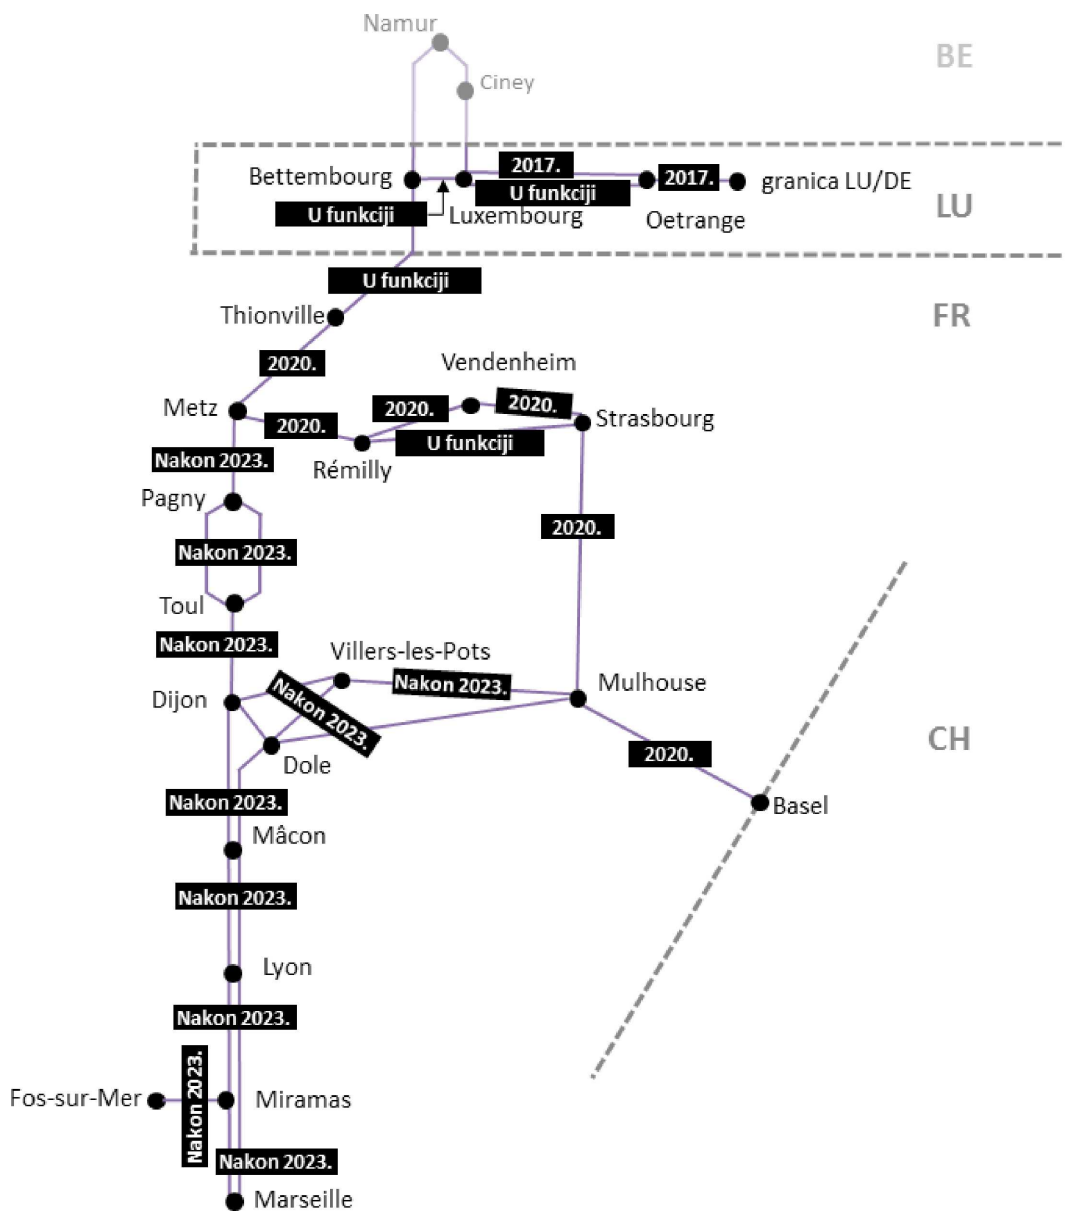 Namur
BE
Ciney
2017.
Bettembourg
2017.
granica LU/DE
U funkciji
U funkciji
Luxembourg
Oetrange
LU
U funkciji
Thionville
FR
2020.
Vendenheim
Metz
2020.
2020.
2020.
Strasbourg
U funkciji
Rémilly
Nakon 2023.
Pagny
2020.
Nakon 2023.
Toul
Nakon 2023.
Villers-les-Pots
Nakon 2023.
Mulhouse
Dijon
Nakon 2023.
CH
2020.
Dole
Nakon 2023.
Basel
Mâcon
Nakon 2023.
Lyon
Nakon 2023.
Fos-sur-Mer
Nakon 2023.
Miramas
Nakon 2023.
Marseille